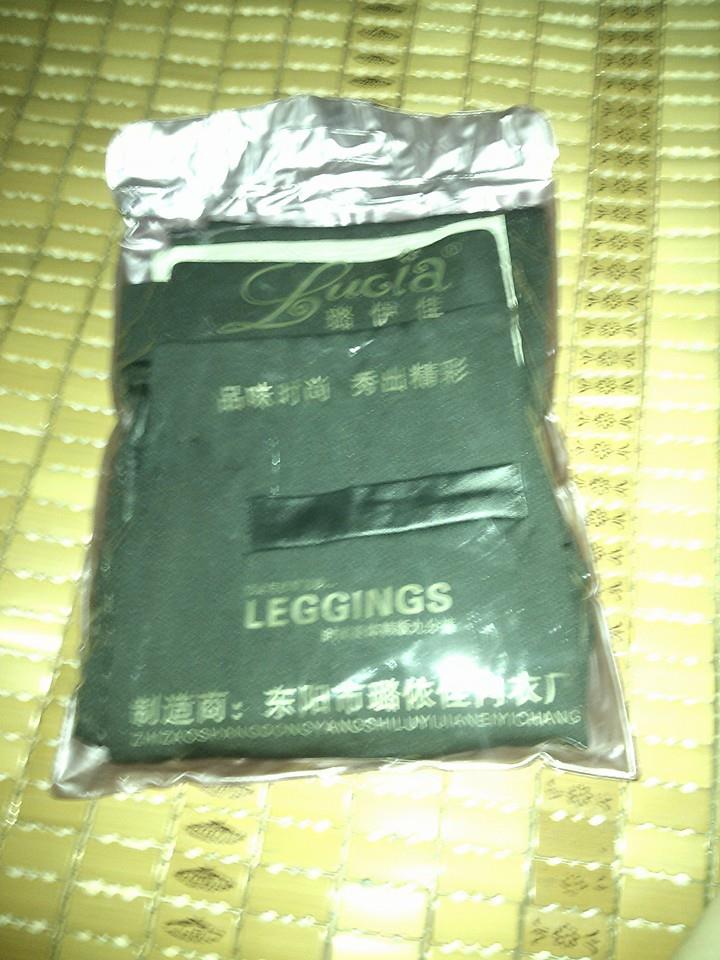 Lucia®
璐依佳
品味时尚 秀出精彩
LEGGINGS
制造商：东阳市璐依佳内衣厂
ZHIZAOSHANGDONGYANGSHILUYIJIANEIYICHANG